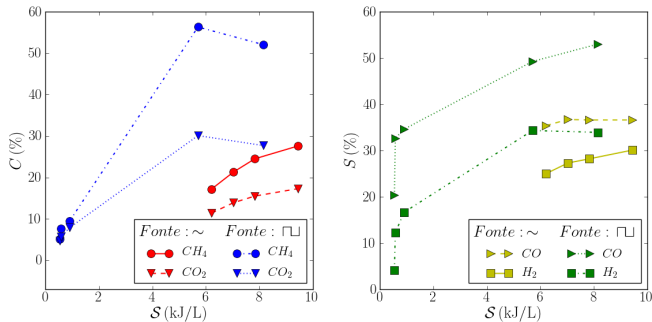 60
50
40
30
20
10
0
C (%)
0 2 4 6 8 10
S (kJ/L)
Fonte : ∼ Fonte : ⊓⊔
CH₄ CH₄
CO₂ CO₂
60
50
40
30
20
10
0
S (%)
0 2 4 6 8 10
S (kJ/L)
Fonte : ∼ Fonte : ⊓⊔
CO CO
H₂ H₂